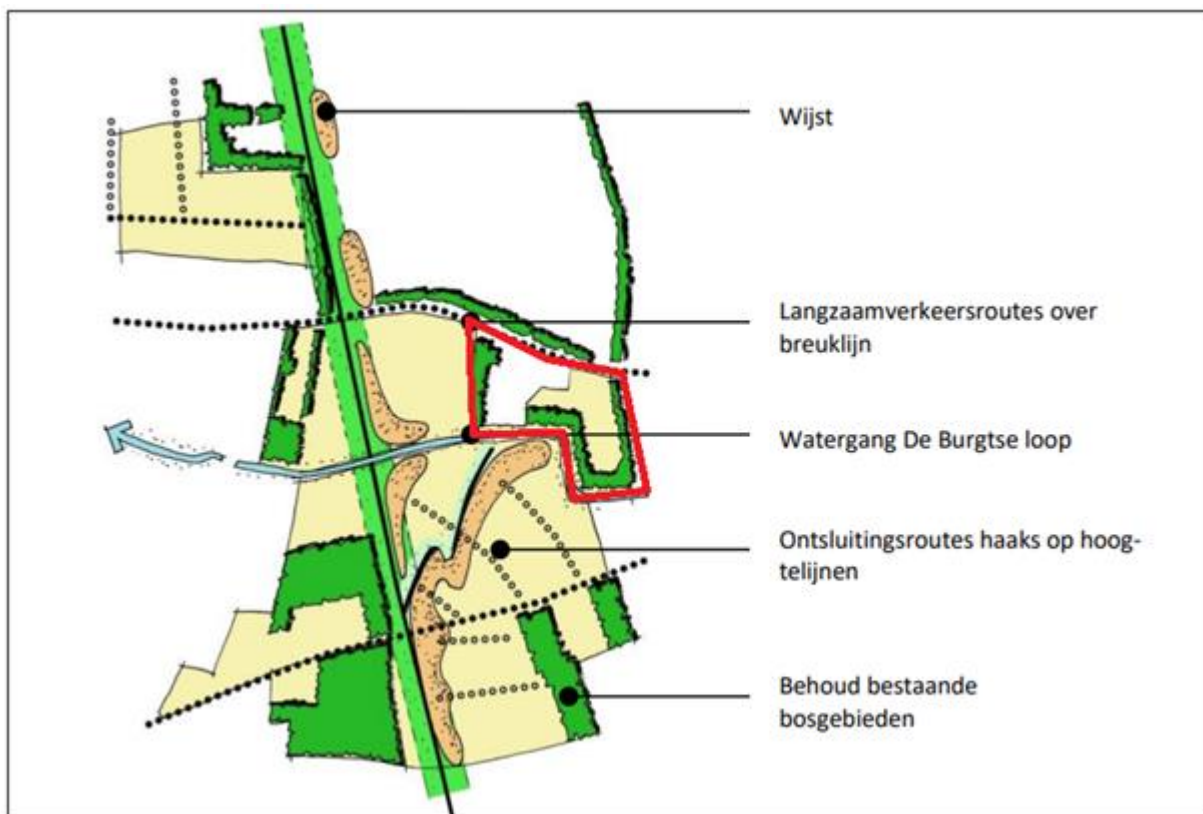 Wijst
Langzaamverkeersroutes over
breuklijn
Watergang De Burgtse loop
Ontsluitingsroutes haaks op hoog-
telijnen
Behoud bestaande
bosgebieden